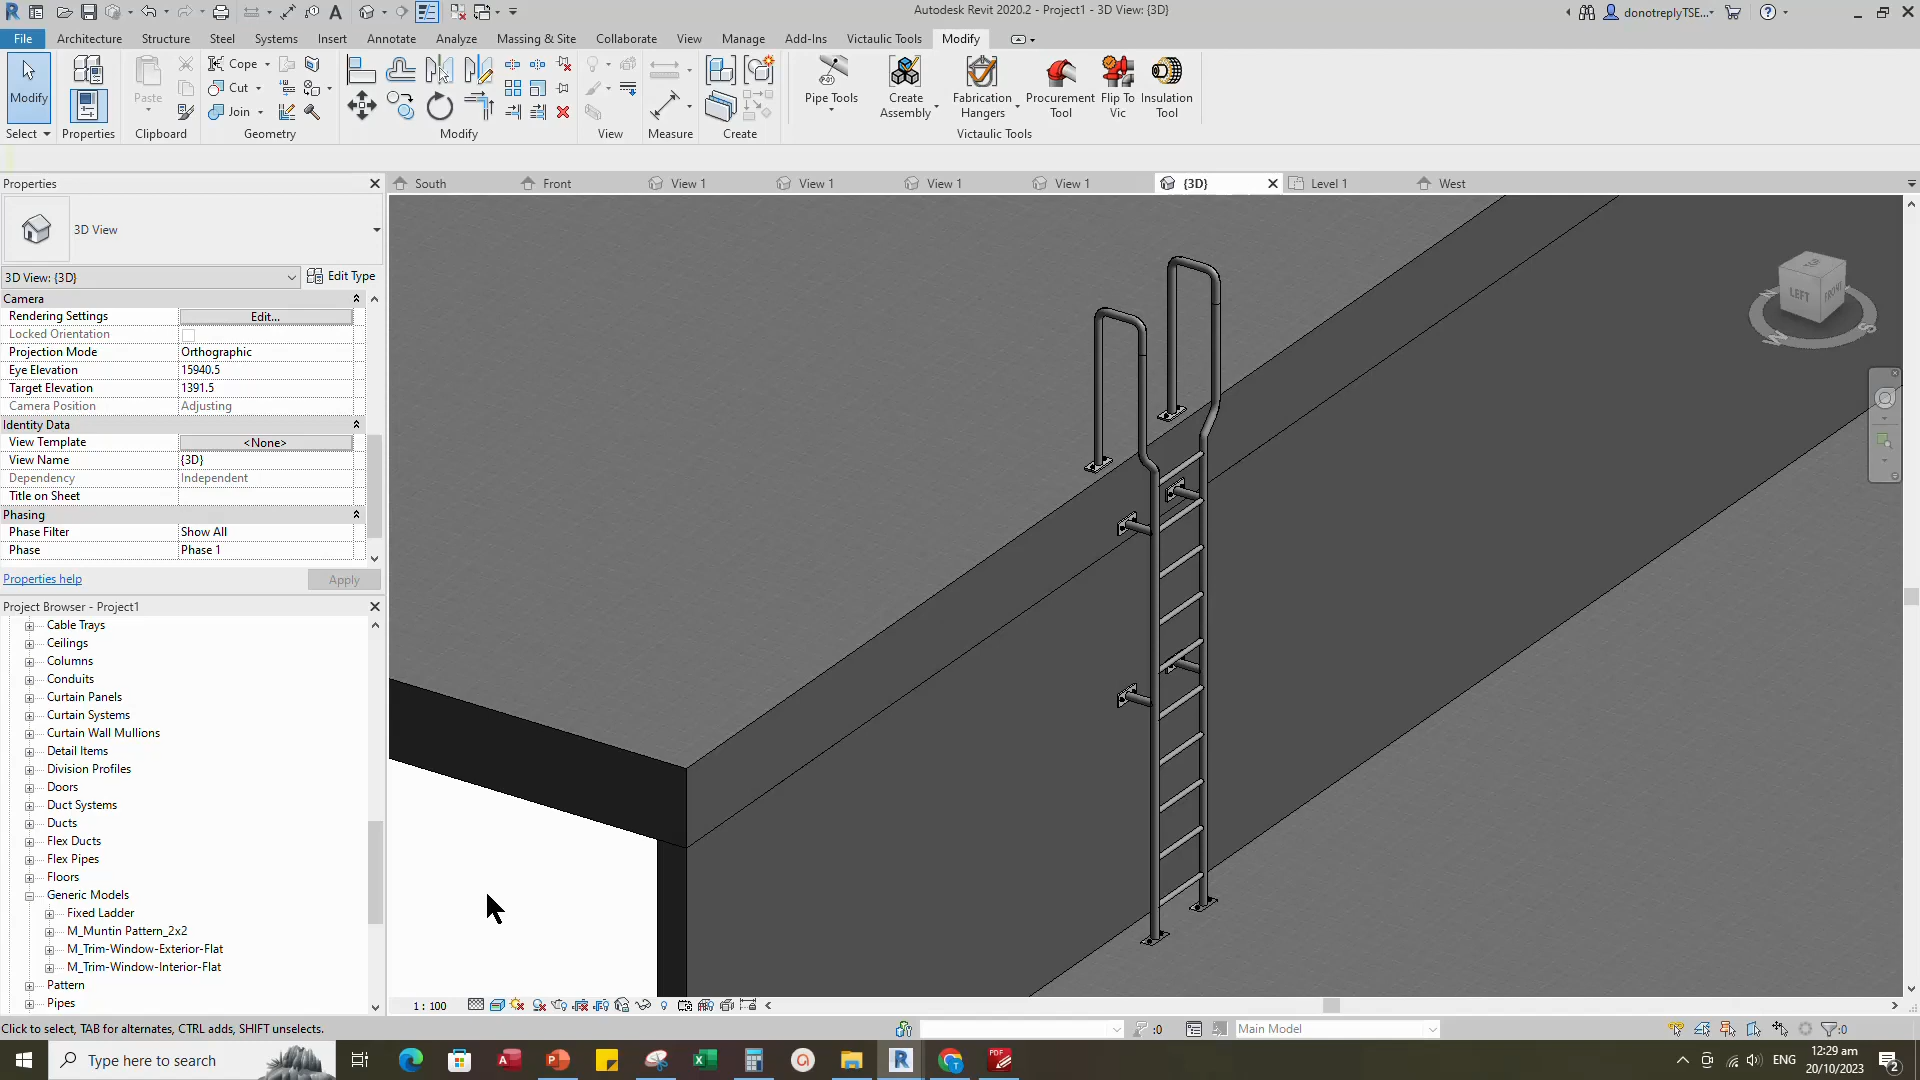 Autodesk Revit 2020.2 - Project1 - 3D View: {3D}
donotreplyTSE...
File Architecture Structure Steel Systems Insert Annotate Analyze Massing & Site Collaborate View Manage Add-Ins Victaulic Tools Modify
Modify
Paste
Cope
Cut
Join
Pipe Tools
Create Assembly
Fabrication Hangers
Procurement Tool
Flip To Vic
Insulation Tool
Select Properties Clipboard Geometry Modify View Measure Create Victaulic Tools
Properties
South Front View 1 View 1 View 1 View 1 {3D} Level 1 West
3D View
3D View: {3D} Edit Type
Camera
Rendering Settings Edit...
Locked Orientation
Projection Mode Orthographic
Eye Elevation 15940.5
Target Elevation 1391.5
Camera Position Adjusting
Identity Data
View Template <None>
View Name {3D}
Dependency Independent
Title on Sheet
Phasing
Phase Filter Show All
Phase Phase 1
Properties help Apply
Project Browser - Project1
Cable Trays
Ceilings
Columns
Conduits
Curtain Panels
Curtain Systems
Curtain Wall Mullions
Detail Items
Division Profiles
Doors
Duct Systems
Ducts
Flex Ducts
Flex Pipes
Floors
Generic Models
Fixed Ladder
M_Muntin Pattern_2x2
M_Trim-Window-Exterior-Flat
M_Trim-Window-Interior-Flat
Pattern
Pipes
TOP
LEFT
FRONT
W
S
1 : 100
Click to select, TAB for alternates, CTRL adds, SHIFT unselects.
:0
Main Model
:0
Type here to search
PDF
ENG
12:29 am
20/10/2023
2